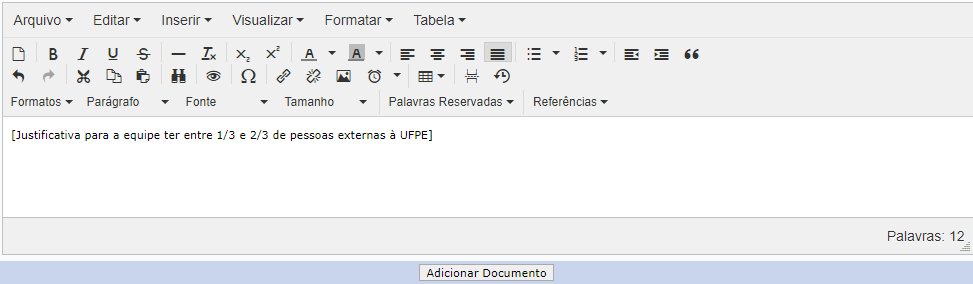 Arquivo Editar Inserir Visualizar Formatar Tabela
Formatos Parágrafo Fonte Tamanho Palavras Reservadas Referências
[Justificativa para a equipe ter entre 1/3 e 2/3 de pessoas externas à UFPE]
Palavras: 12
Adicionar Documento